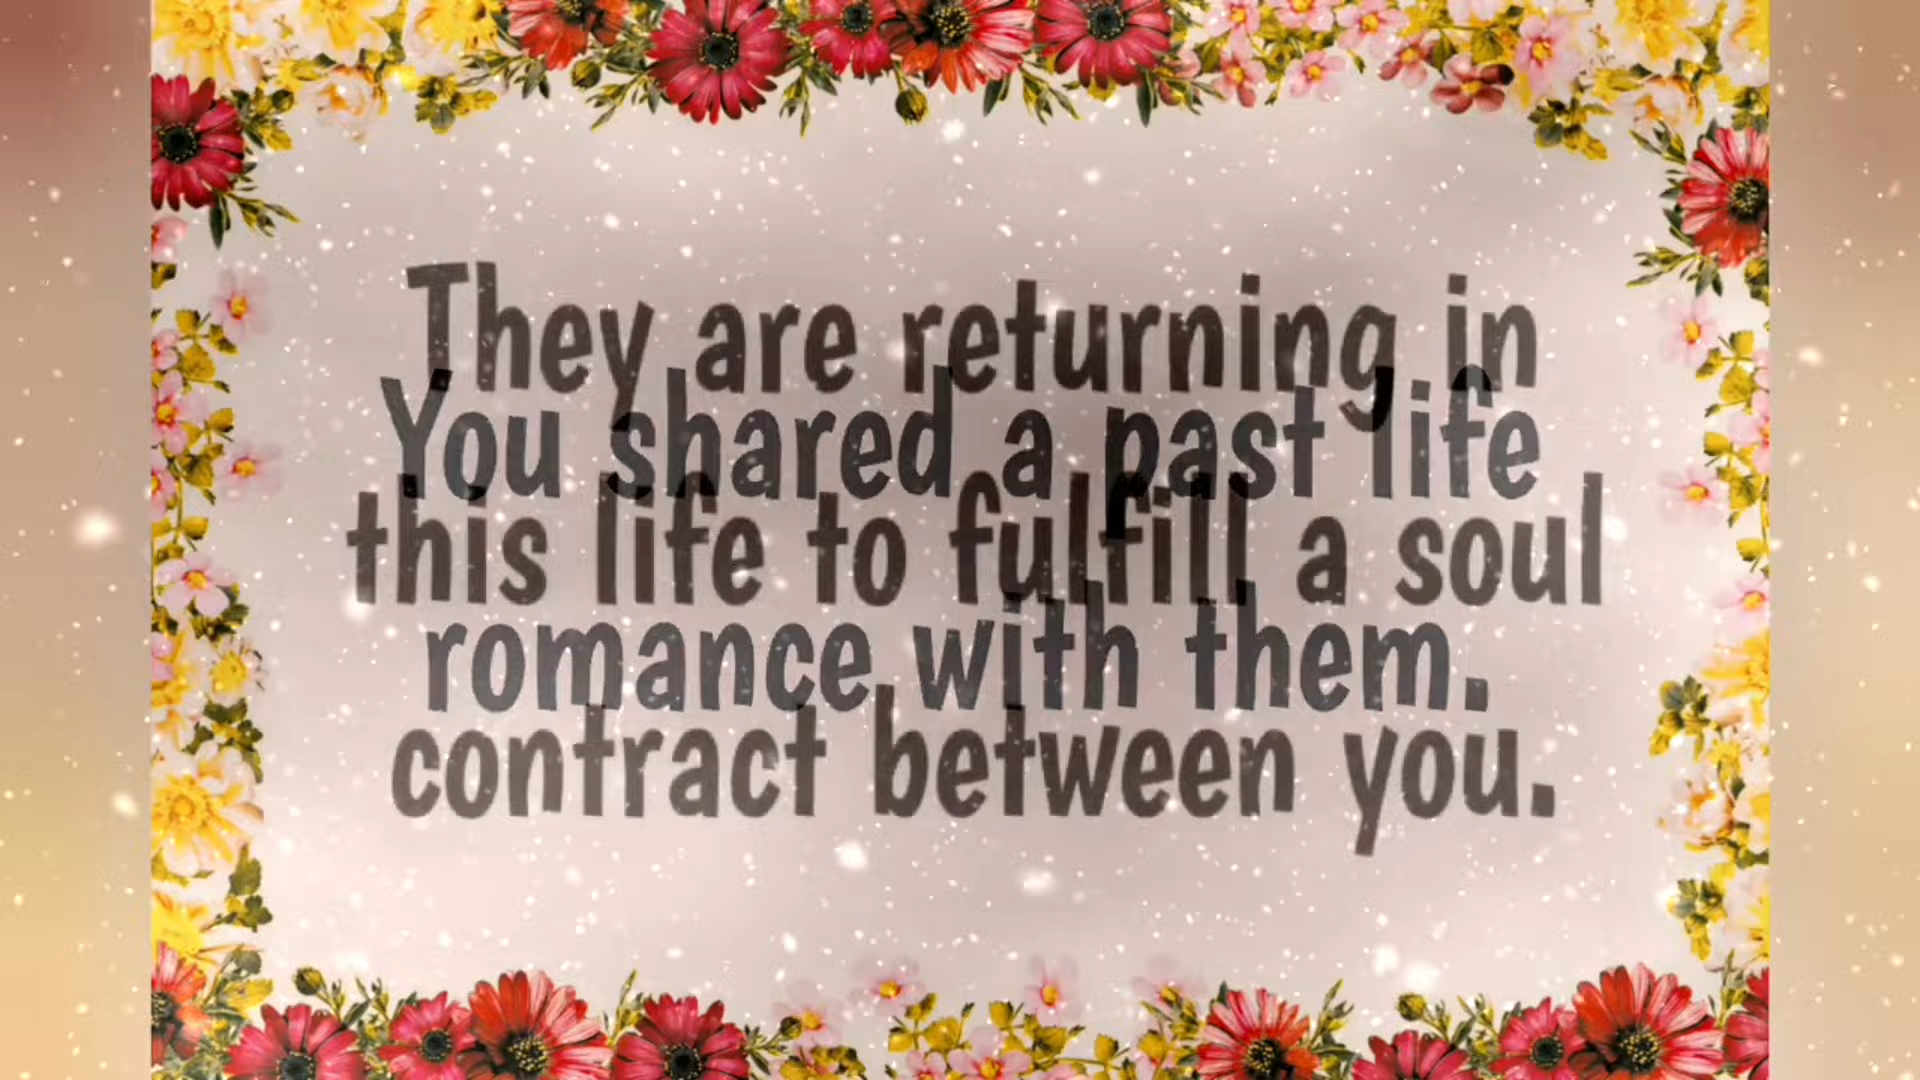 They are returning in
this life to fulfill a soul
contract between you.
You shared a past life
romance with them.